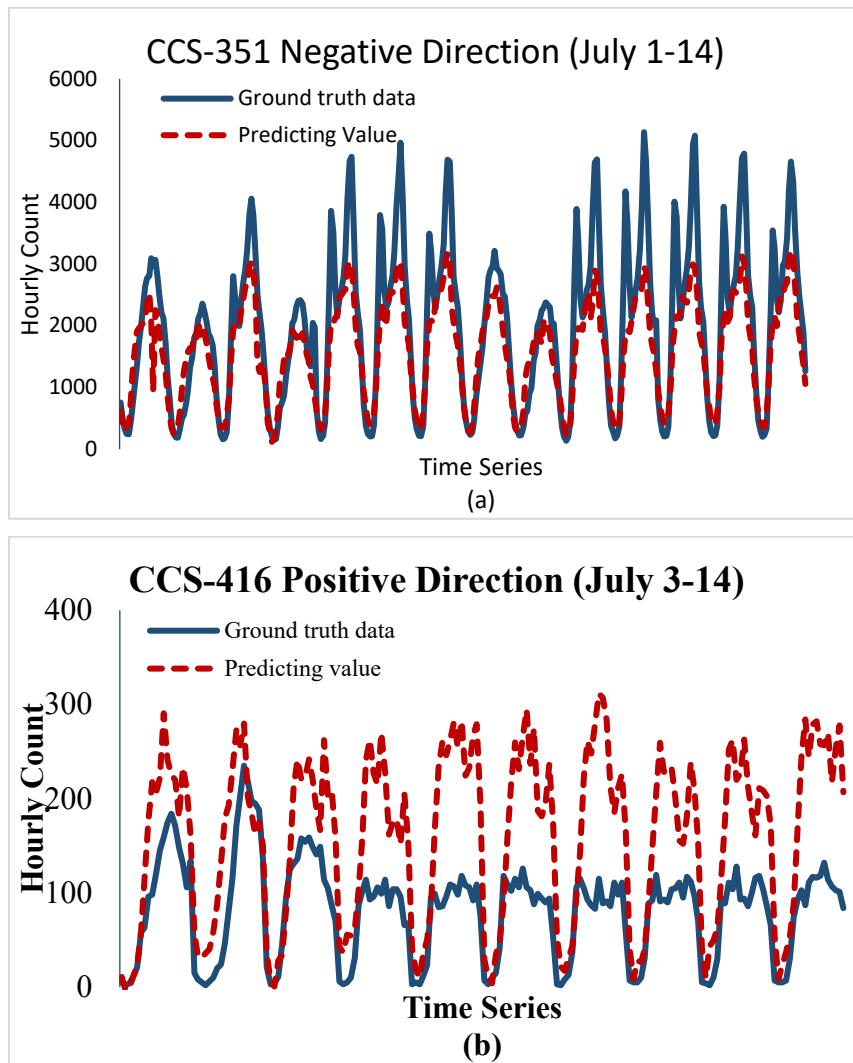 CCS-351 Negative Direction (July 1-14)
6000
Ground truth data
5000
Predicting Value
4000
Hourly Count
3000
2000
1000
0
Time Series
(a)
CCS-416 Positive Direction (July 3-14)
400
Ground truth data
Predicting value
300
Hourly Count
200
100
0
Time Series
(b)